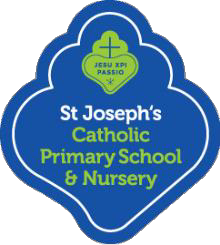 JESU XPI
PASSIO
St Joseph's
Catholic
Primary School
& Nursery